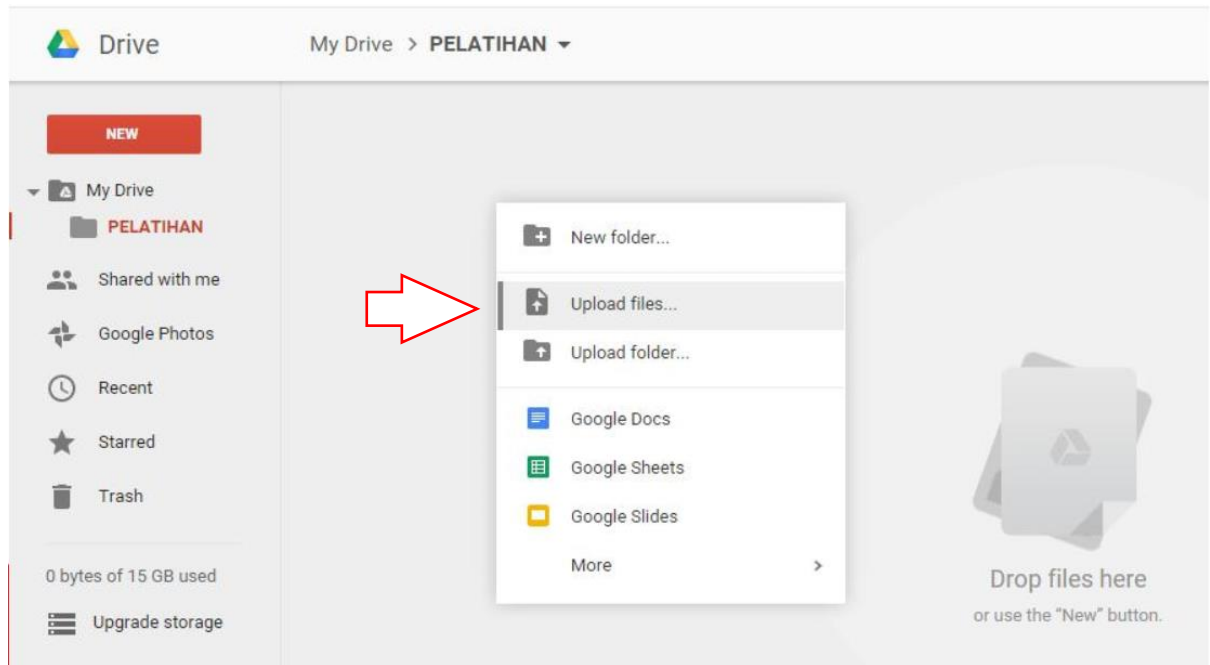 Drive
My Drive > PELATIHAN
NEW
My Drive
PELATIHAN
Shared with me
Google Photos
Recent
Starred
Trash
0 bytes of 15 GB used
Upgrade storage
New folder...
Upload files...
Upload folder...
Google Docs
Google Sheets
Google Slides
More >
Drop files here
or use the "New" button.